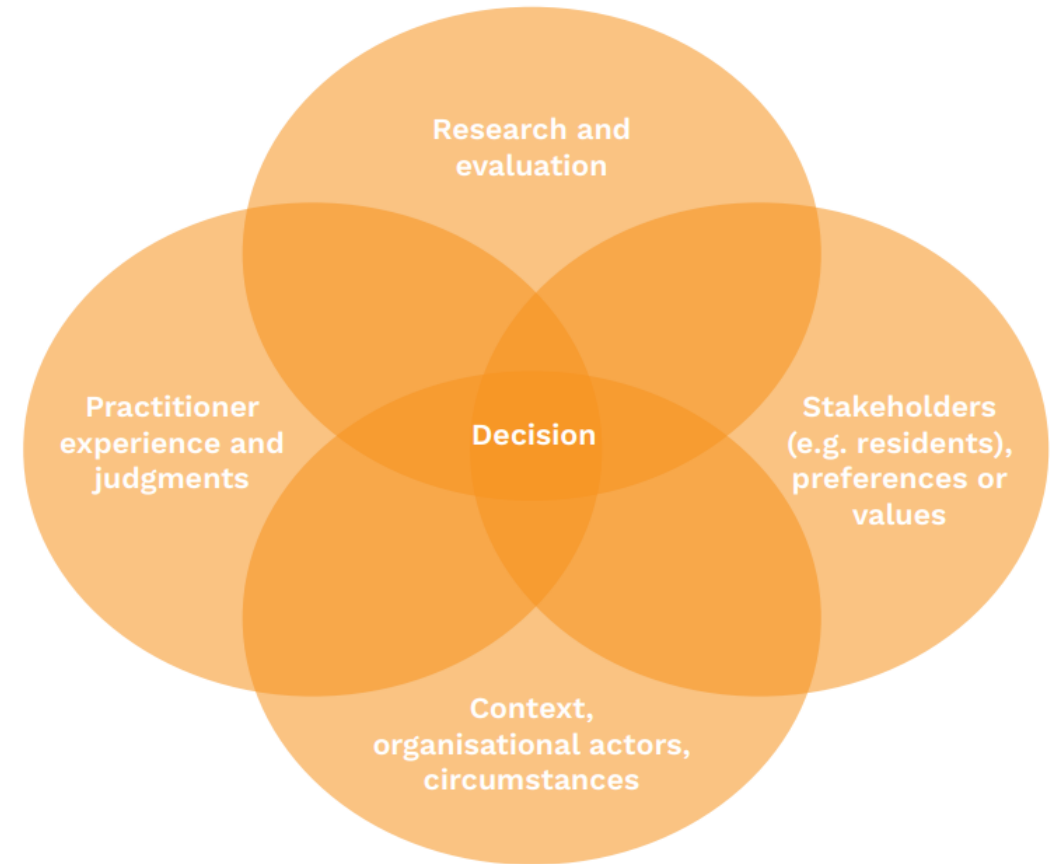 Research and
evaluation
Practitioner
experience and
judgments
Decision
Stakeholders
(e.g. residents),
preferences or
values
Context,
organisational actors,
circumstances